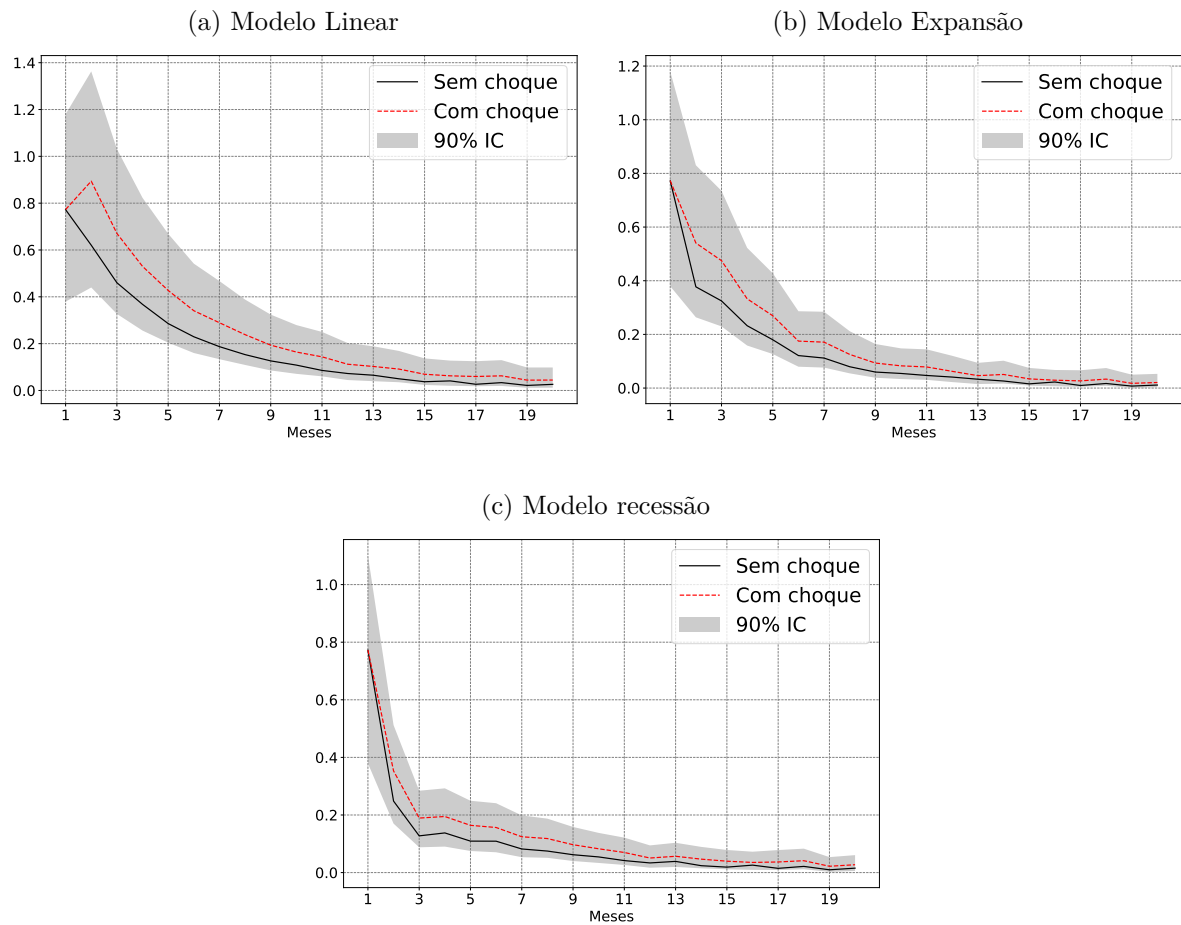 (a) Modelo Linear
1.4
1.2
1.0
0.8
0.6
0.4
0.2
0.0
Sem choque
Com choque
90% IC
1 3 5 7 9 11 13 15 17 19
Meses
(b) Modelo Expansão
1.2
1.0
0.8
0.6
0.4
0.2
0.0
Sem choque
Com choque
90% IC
1 3 5 7 9 11 13 15 17 19
Meses
(c) Modelo recessão
1.0
0.8
0.6
0.4
0.2
0.0
Sem choque
Com choque
90% IC
1 3 5 7 9 11 13 15 17 19
Meses